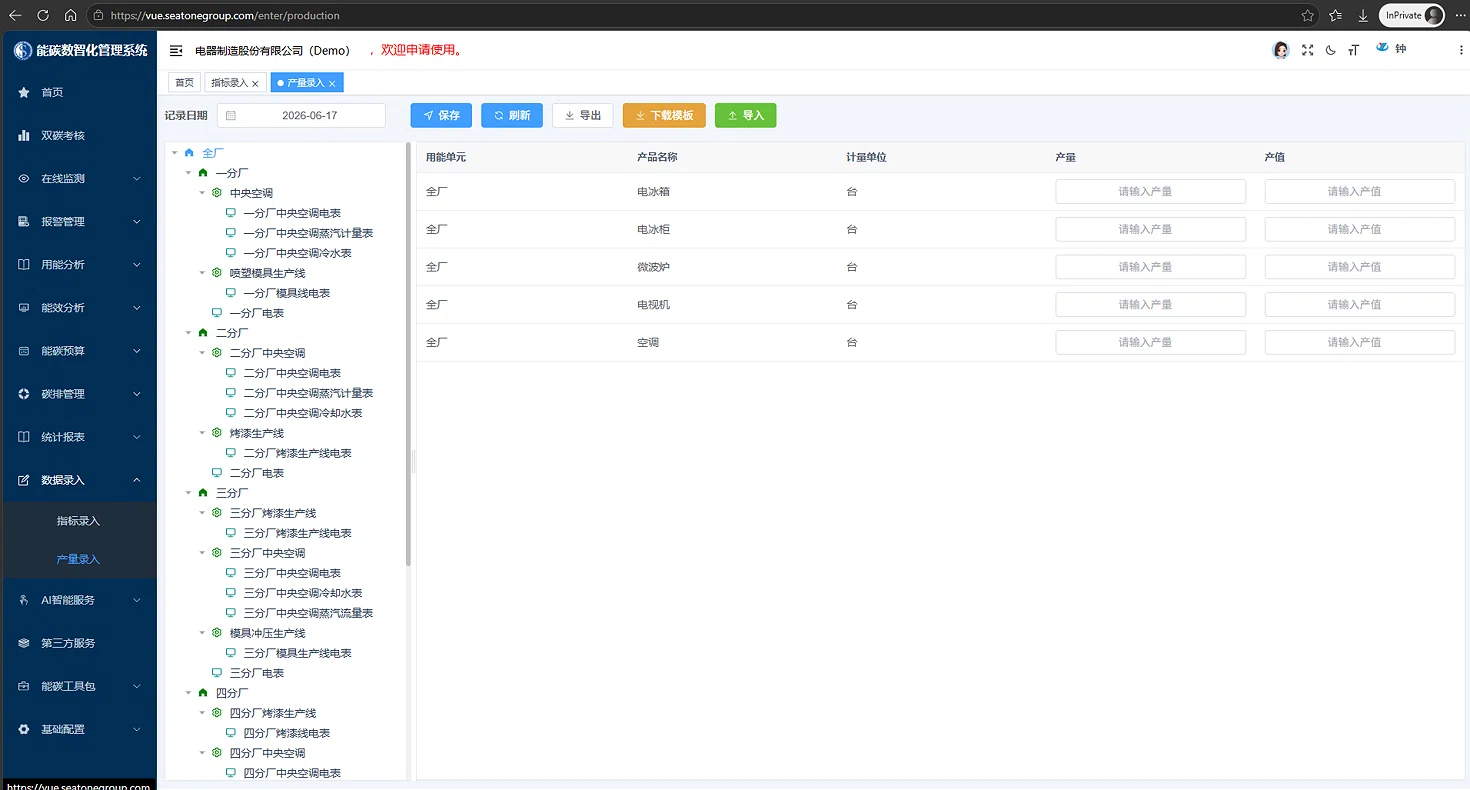 https://vue.seatonegroup.com/enter/production
InPrivate
能碳数智化管理系统
电器制造股份有限公司（Demo） ，欢迎申请使用。
钟
首页
双碳考核
在线监测
报警管理
用能分析
能效分析
能碳预算
碳排管理
统计报表
数据录入
指标录入
产量录入
AI智能服务
第三方服务
能碳工具包
基础配置
https://vue.seatonegroup.com
首页 指标录入 产量录入
记录日期 2026-06-17 保存 刷新 导出 下载模板 导入
全厂
一分厂
中央空调
一分厂中央空调电表
一分厂中央空调蒸汽计量表
一分厂中央空调冷水表
喷塑模具生产线
一分厂模具线电表
一分厂电表
二分厂
二分厂中央空调
二分厂中央空调电表
二分厂中央空调蒸汽计量表
二分厂中央空调冷却水表
烤漆生产线
二分厂烤漆生产线电表
二分厂电表
三分厂
三分厂烤漆生产线
三分厂烤漆生产线电表
三分厂中央空调
三分厂中央空调电表
三分厂中央空调冷却水表
三分厂中央空调蒸汽流量表
模具冲压生产线
三分厂模具生产线电表
三分厂电表
四分厂
四分厂烤漆生产线
四分厂烤漆线电表
四分厂中央空调
四分厂中央空调电表
用能单元 产品名称 计量单位 产量 产值
全厂 电冰箱 台 请输入产量 请输入产值
全厂 电冰柜 台 请输入产量 请输入产值
全厂 微波炉 台 请输入产量 请输入产值
全厂 电视机 台 请输入产量 请输入产值
全厂 空调 台 请输入产量 请输入产值